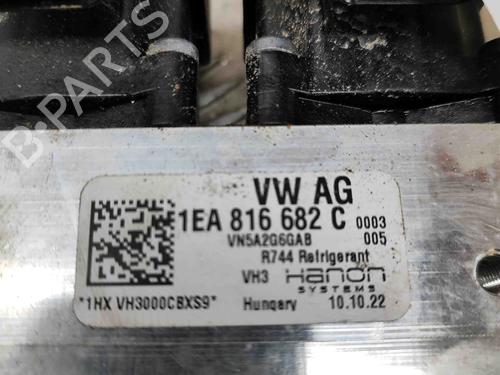 B-PARTS
VW AG
1EA 816 682 C 0003
VN5A2G6GAB 005
R744 Refrigerant
VH3 Hanon
SYSTEMS
*1HX VH3000CBXS9* Hungary 10.10.22